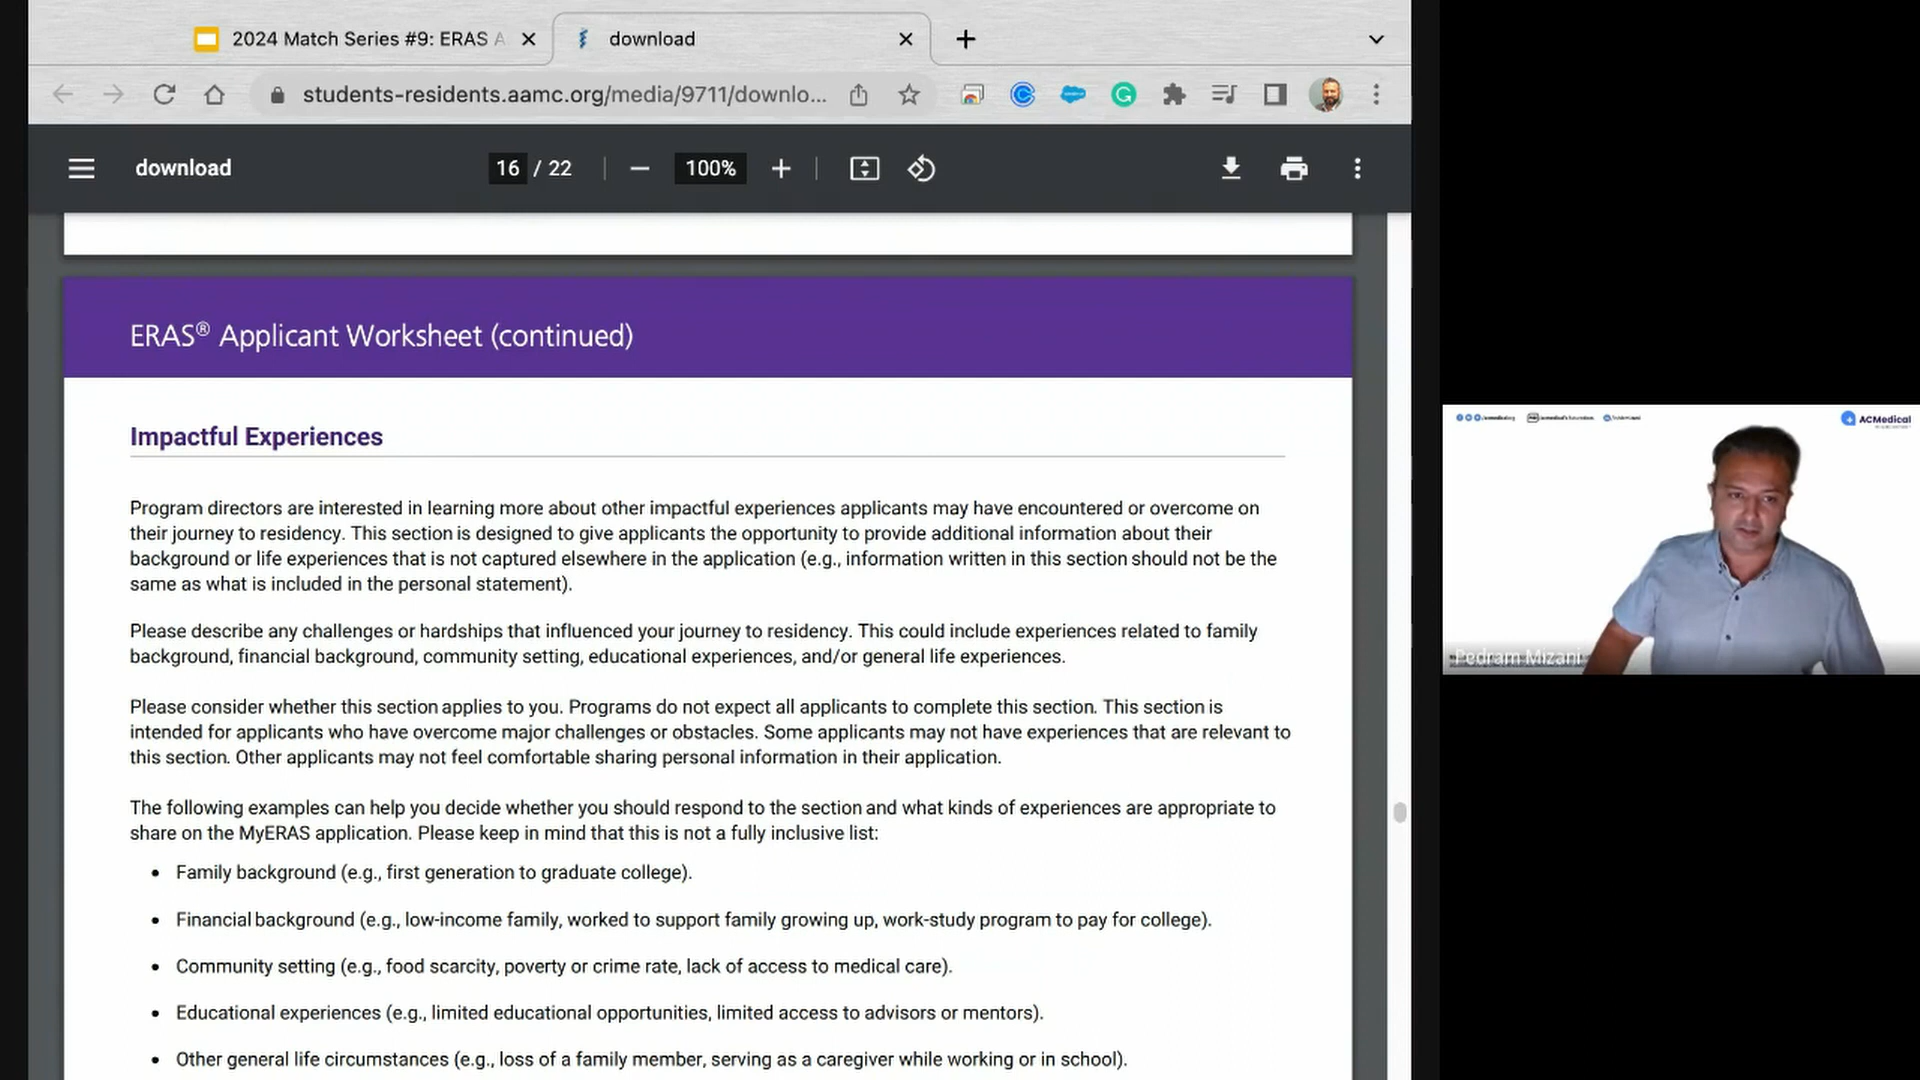 2024 Match Series #9: ERAS A
download
students-residents.aamc.org/media/9711/downlo...
download
16 / 22
100%
ERAS® Applicant Worksheet (continued)
Impactful Experiences
Program directors are interested in learning more about other impactful experiences applicants may have encountered or overcome on
their journey to residency. This section is designed to give applicants the opportunity to provide additional information about their
background or life experiences that is not captured elsewhere in the application (e.g., information written in this section should not be the
same as what is included in the personal statement).
Please describe any challenges or hardships that influenced your journey to residency. This could include experiences related to family
background, financial background, community setting, educational experiences, and/or general life experiences.
Please consider whether this section applies to you. Programs do not expect all applicants to complete this section. This section is
intended for applicants who have overcome major challenges or obstacles. Some applicants may not have experiences that are relevant to
this section. Other applicants may not feel comfortable sharing personal information in their application.
The following examples can help you decide whether you should respond to the section and what kinds of experiences are appropriate to
share on the MyERAS application. Please keep in mind that this is not a fully inclusive list:
• Family background (e.g., first generation to graduate college).
• Financial background (e.g., low-income family, worked to support family growing up, work-study program to pay for college).
• Community setting (e.g., food scarcity, poverty or crime rate, lack of access to medical care).
• Educational experiences (e.g., limited educational opportunities, limited access to advisors or mentors).
• Other general life circumstances (e.g., loss of a family member, serving as a caregiver while working or in school).
ACMedical
Pedram Mizani